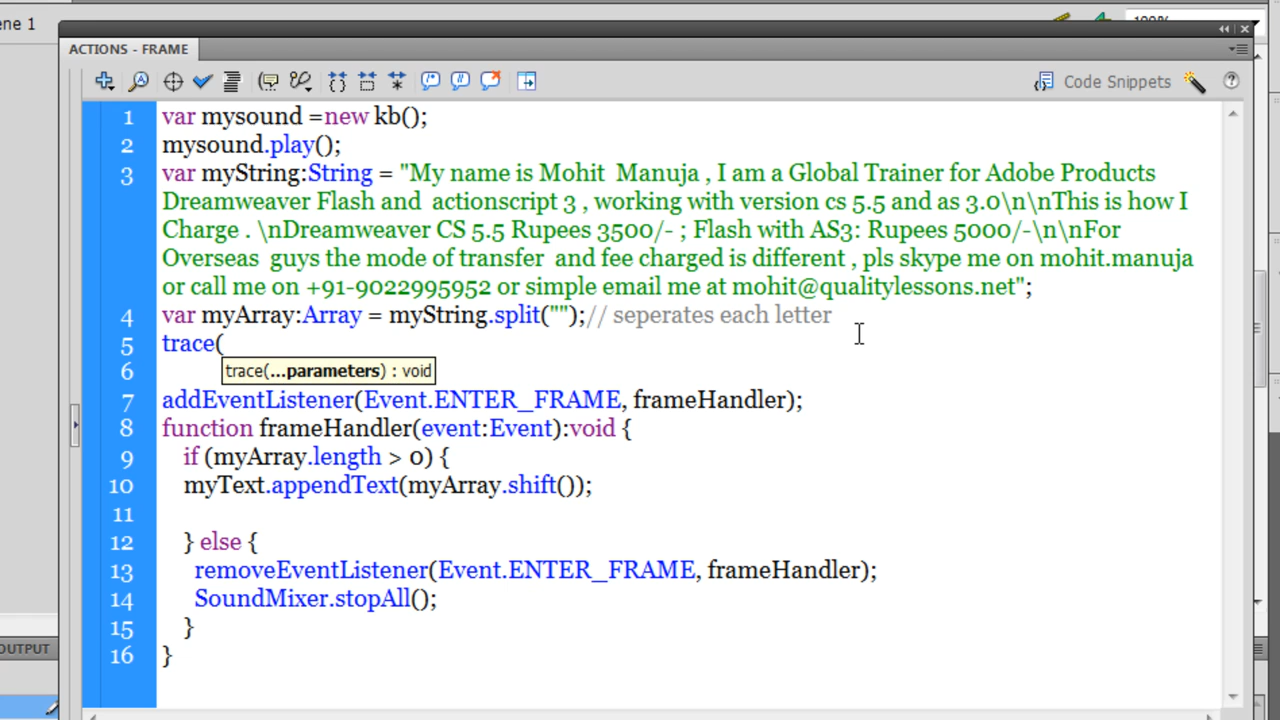 ene 1
100%
ACTIONS - FRAME
Code Snippets
1 var mysound =new kb();
2 mysound.play();
3 var myString:String = "My name is Mohit  Manuja , I am a Global Trainer for Adobe Products
Dreamweaver Flash and  actionscript 3 , working with version cs 5.5 and as 3.0\n\nThis is how I
Charge . \nDreamweaver CS 5.5 Rupees 3500/- ; Flash with AS3: Rupees 5000/-\n\nFor
Overseas  guys the mode of transfer  and fee charged is different , pls skype me on mohit.manuja
or call me on +91-9022995952 or simple email me at mohit@qualitylessons.net";
4 var myArray:Array = myString.split("");// seperates each letter
5 trace(
6 trace(...parameters) : void
7 addEventListener(Event.ENTER_FRAME, frameHandler);
8 function frameHandler(event:Event):void {
9 if (myArray.length > 0) {
10 myText.appendText(myArray.shift());
11
12 } else {
13 removeEventListener(Event.ENTER_FRAME, frameHandler);
14 SoundMixer.stopAll();
15 }
16 }
OUTPUT